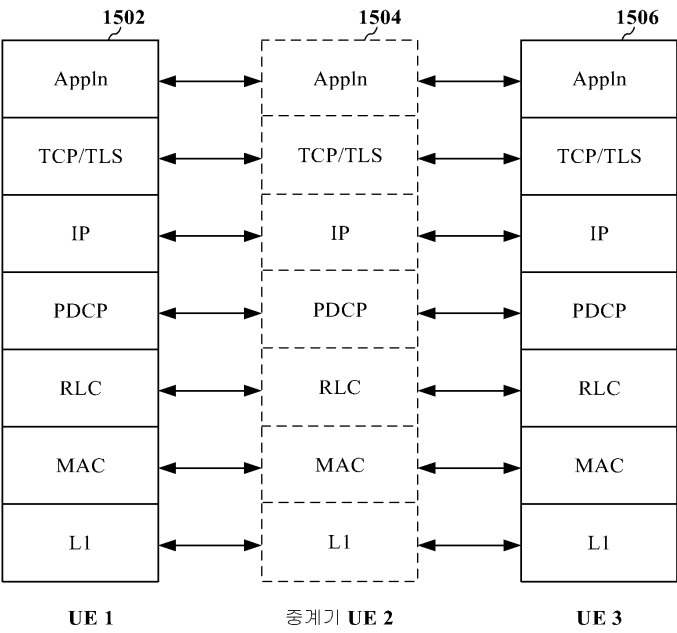 1502 1504 1506
Appln Appln Appln
TCP/TLS TCP/TLS TCP/TLS
IP IP IP
PDCP PDCP PDCP
RLC RLC RLC
MAC MAC MAC
L1 L1 L1
UE 1 중계기 UE 2 UE 3